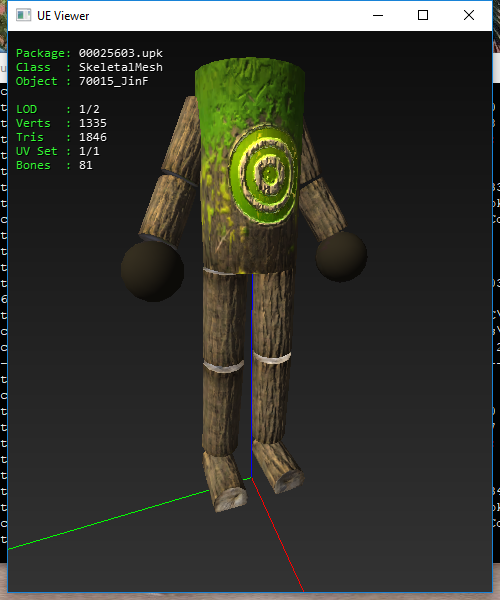 UE Viewer
Package: 00025603.upk
Class : SkeletalMesh
Object : 70015_JinF
LOD : 1/2
Verts : 1335
Tris : 1846
UV Set : 1/1
Bones : 81